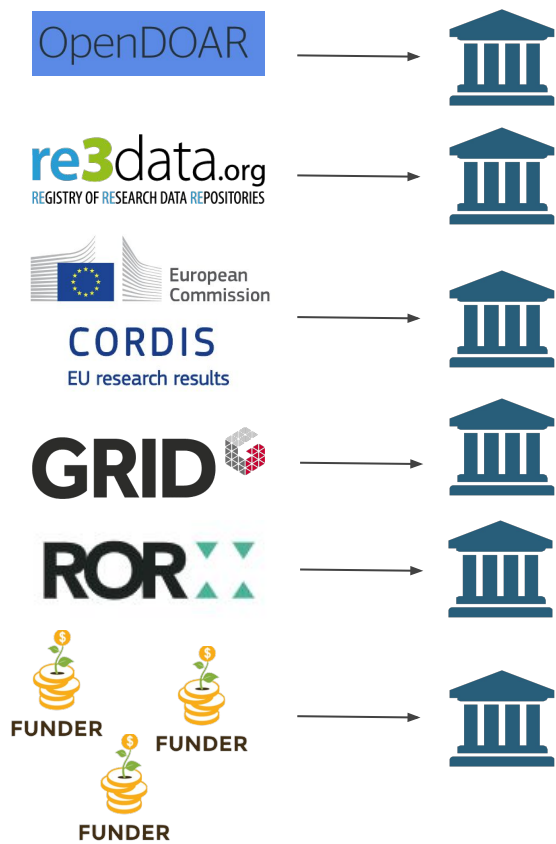 OpenDOAR
re3data.org
REGISTRY OF RESEARCH DATA REPOSITORIES
European
Commission
CORDIS
EU research results
GRID
ROR
$
$
FUNDER
FUNDER
$
FUNDER